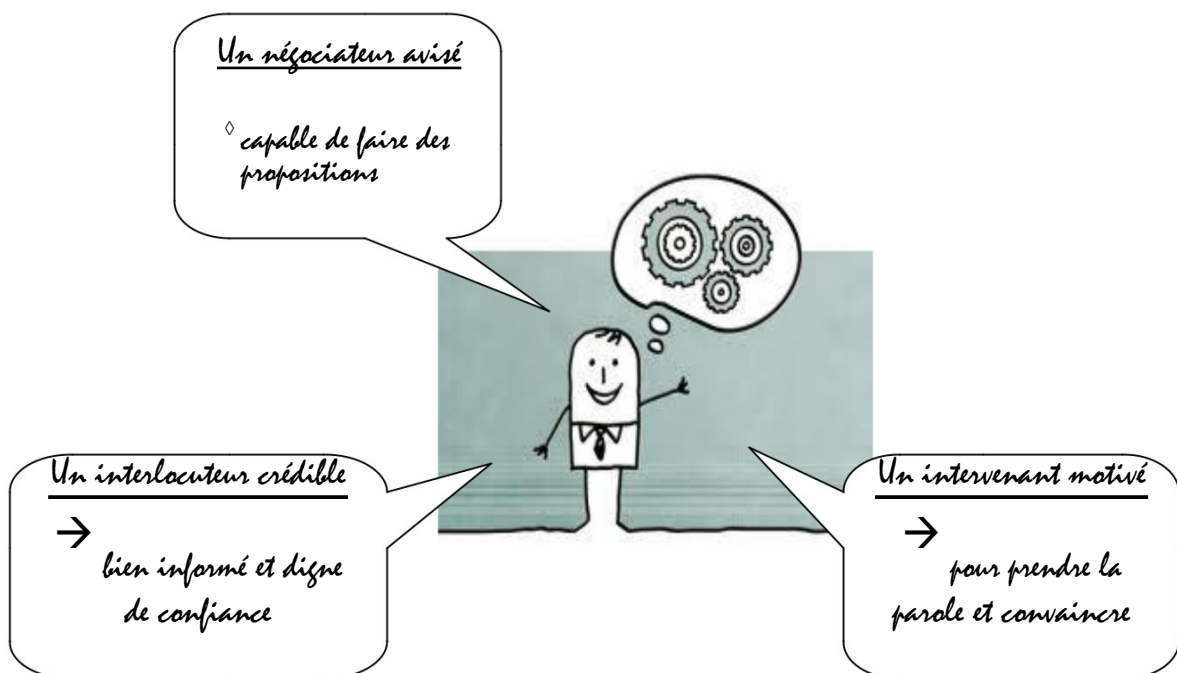 Un négociateur avisé
◊ capable de faire des
propositions
Un interlocuteur crédible
→
bien informé et digne
de confiance
Un intervenant motivé
→
pour prendre la
parole et convaincre